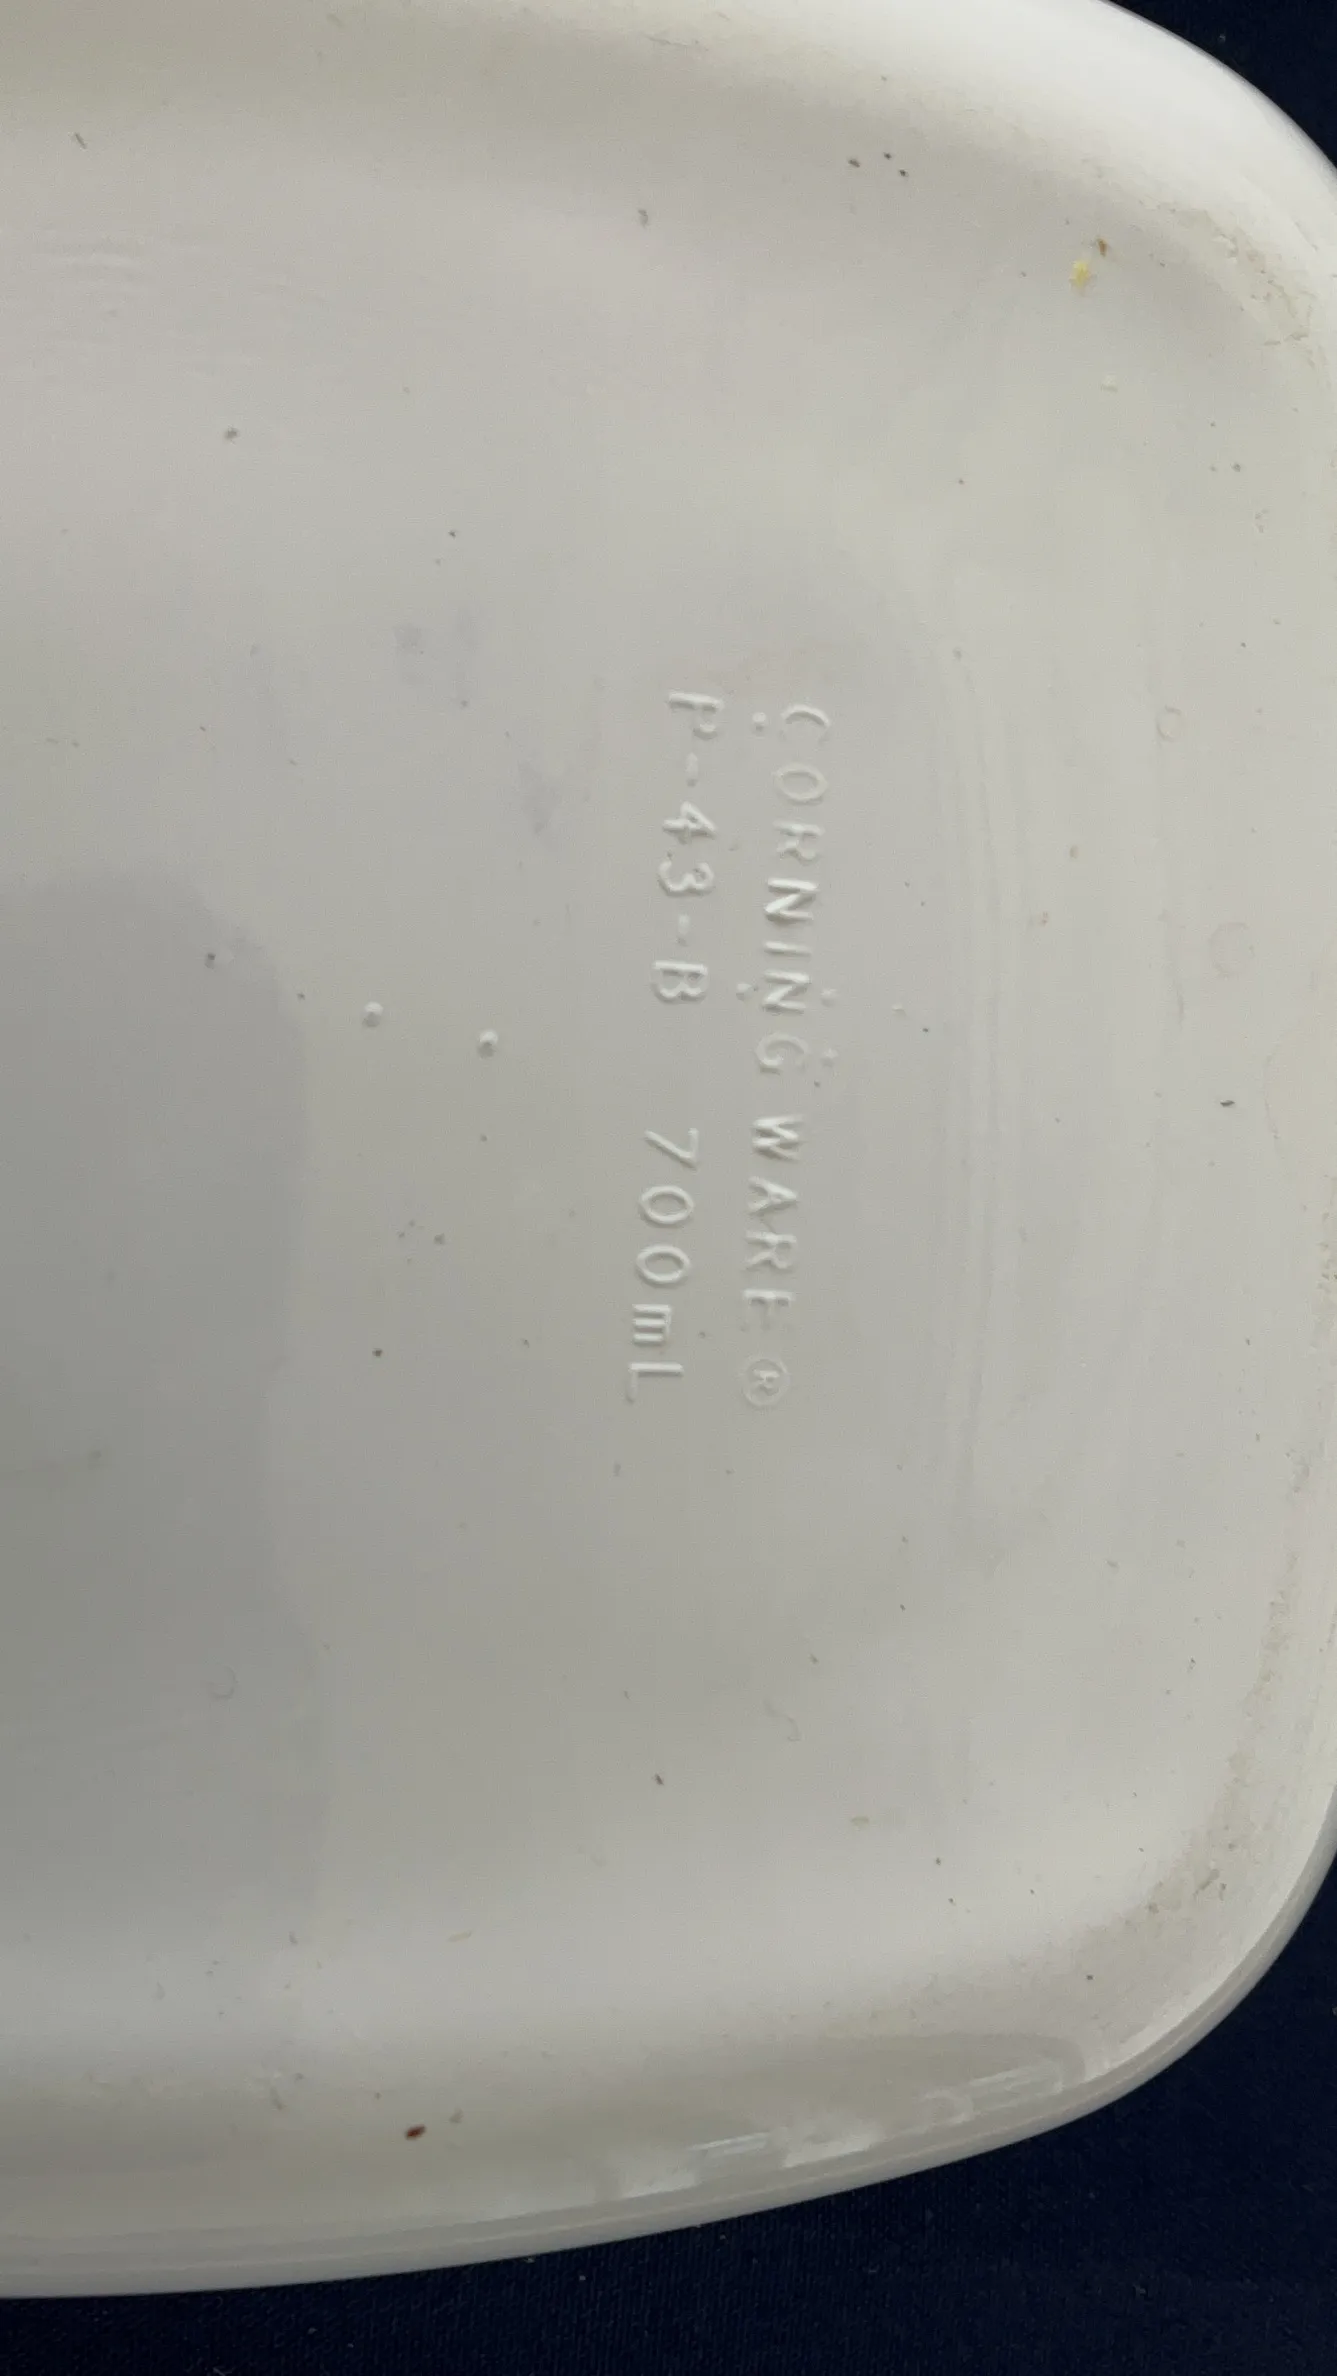 CORNING WARE ®
P-43-B 700mL